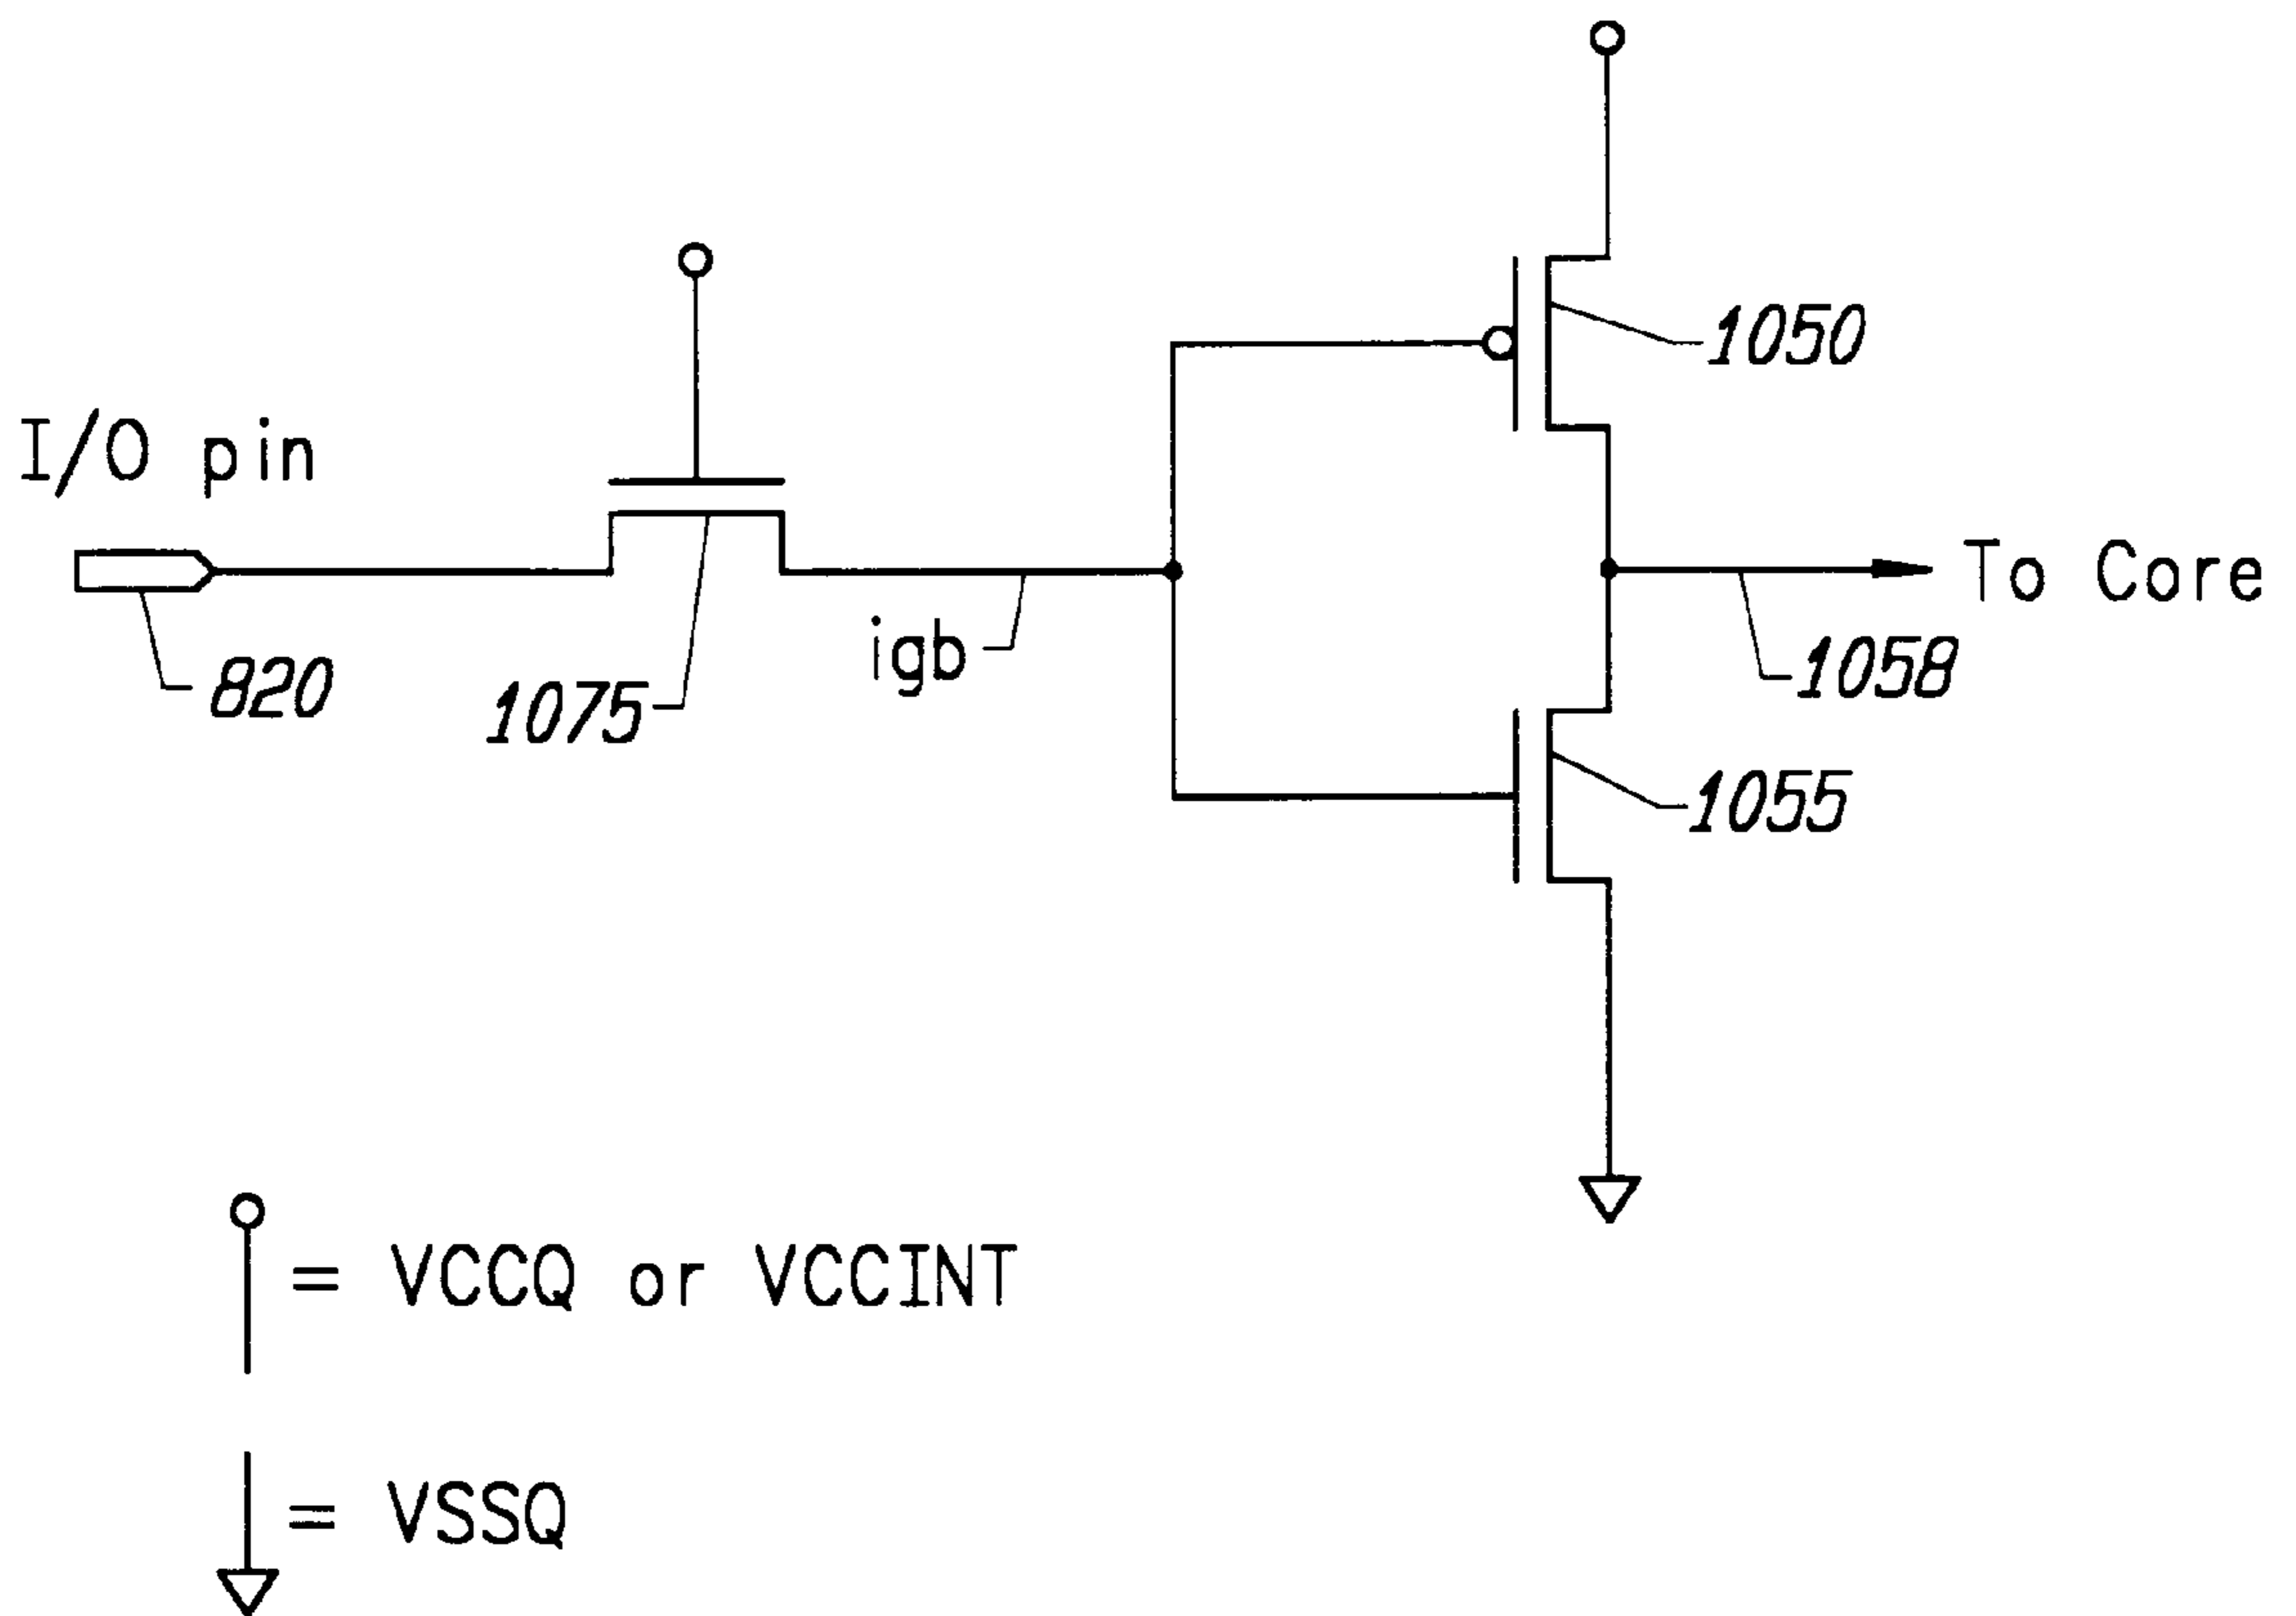 1050
I/O pin
To Core
igb
820
1075
1058
1055
= VCCQ or VCCINT
= VSSQ